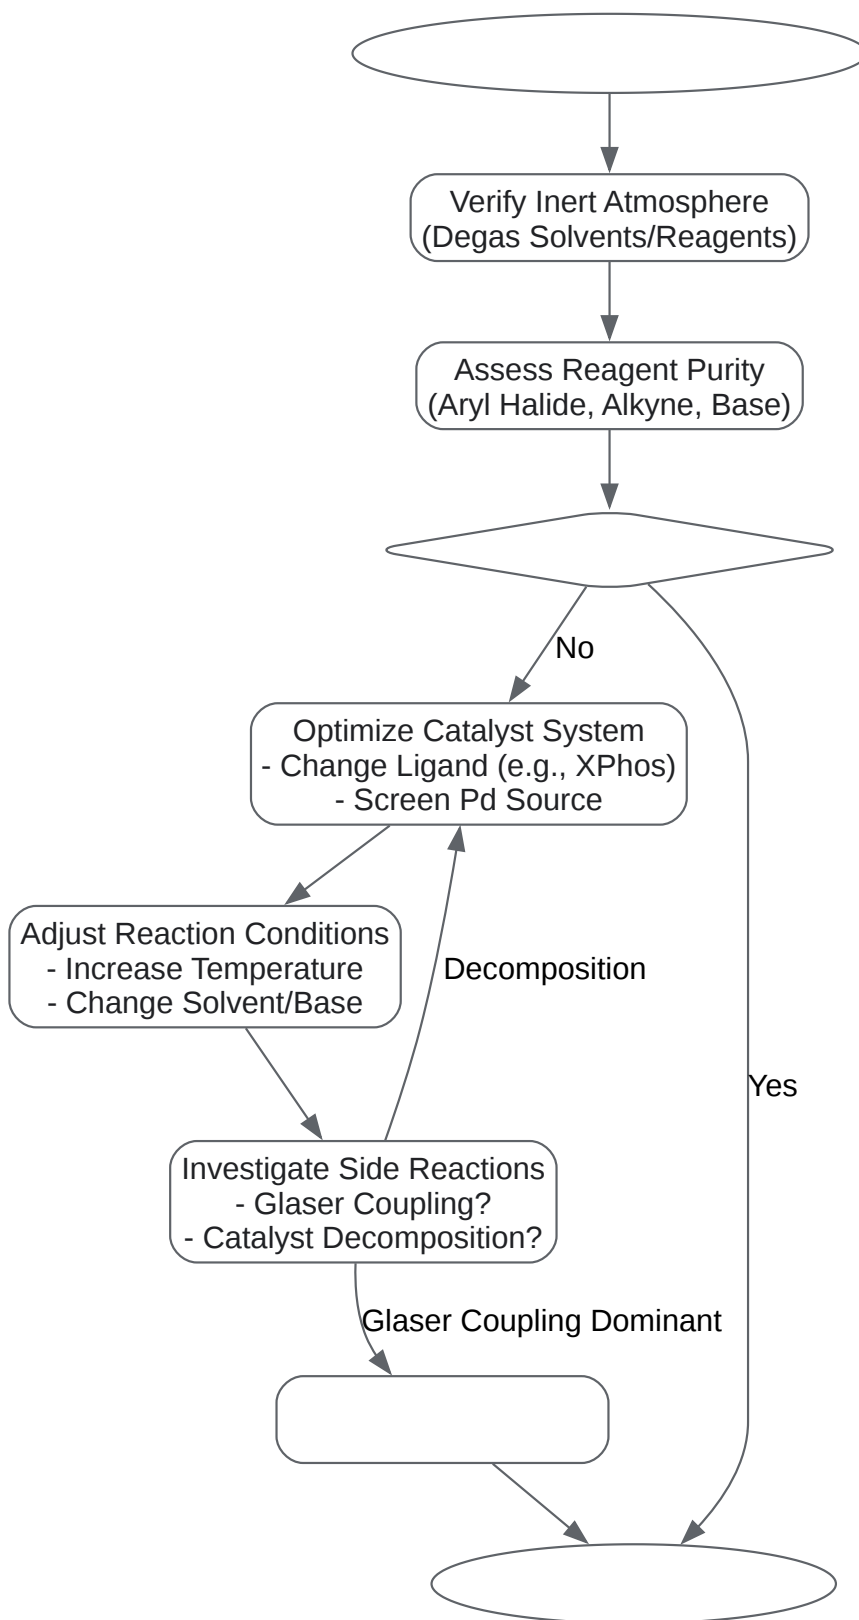 Verify Inert Atmosphere
(Degas Solvents/Reagents)
Assess Reagent Purity
(Aryl Halide, Alkyne, Base)
No
Optimize Catalyst System
- Change Ligand (e.g., XPhos)
- Screen Pd Source
Adjust Reaction Conditions
- Increase Temperature
- Change Solvent/Base
Decomposition
Yes
Investigate Side Reactions
- Glaser Coupling?
- Catalyst Decomposition?
Glaser Coupling Dominant